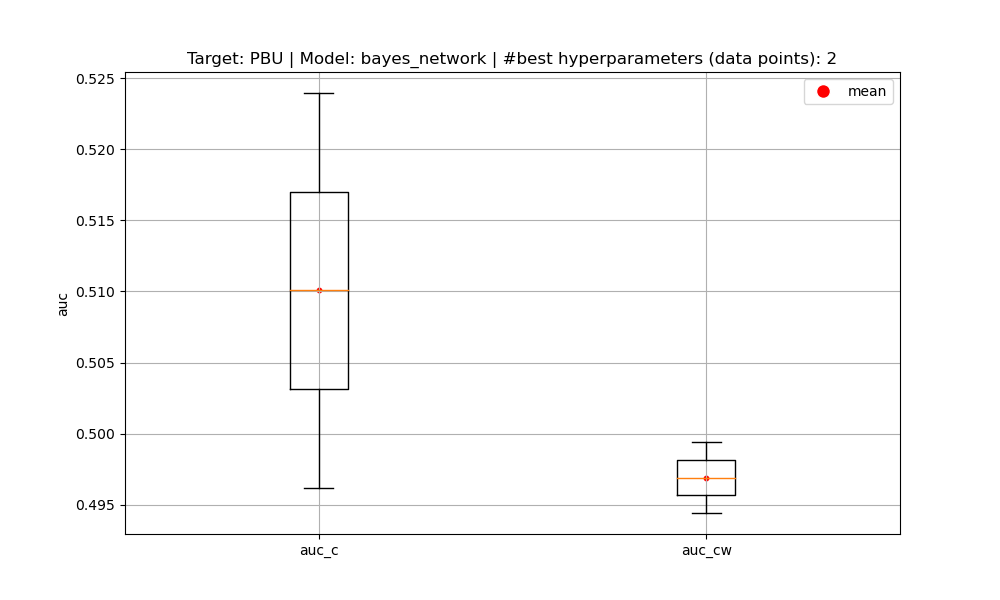 Target: PBU | Model: bayes_network | #best hyperparameters (data points): 2
mean
0.525
0.520
0.515
0.510
0.505
0.500
0.495
auc
auc_c
auc_cw